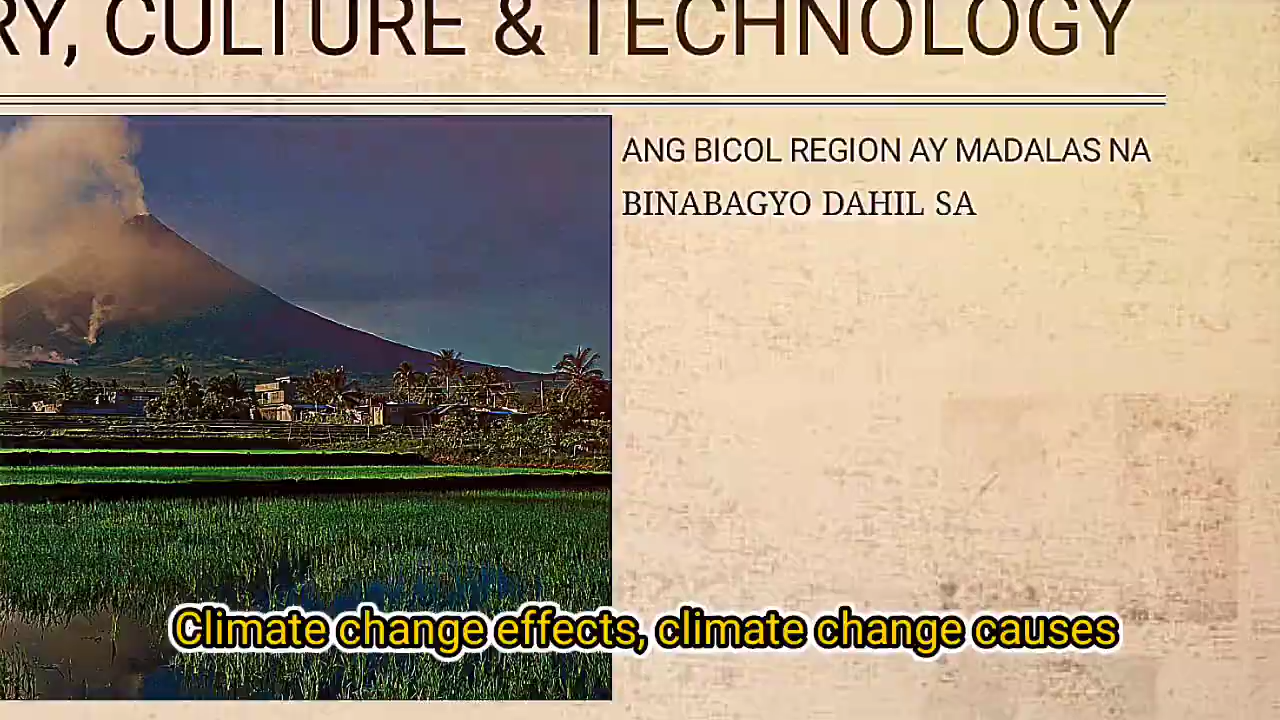 RY, CULTURE & TECHNOLOGY
ANG BICOL REGION AY MADALAS NA
BINABAGYO DAHIL SA
Climate change effects, climate change causes